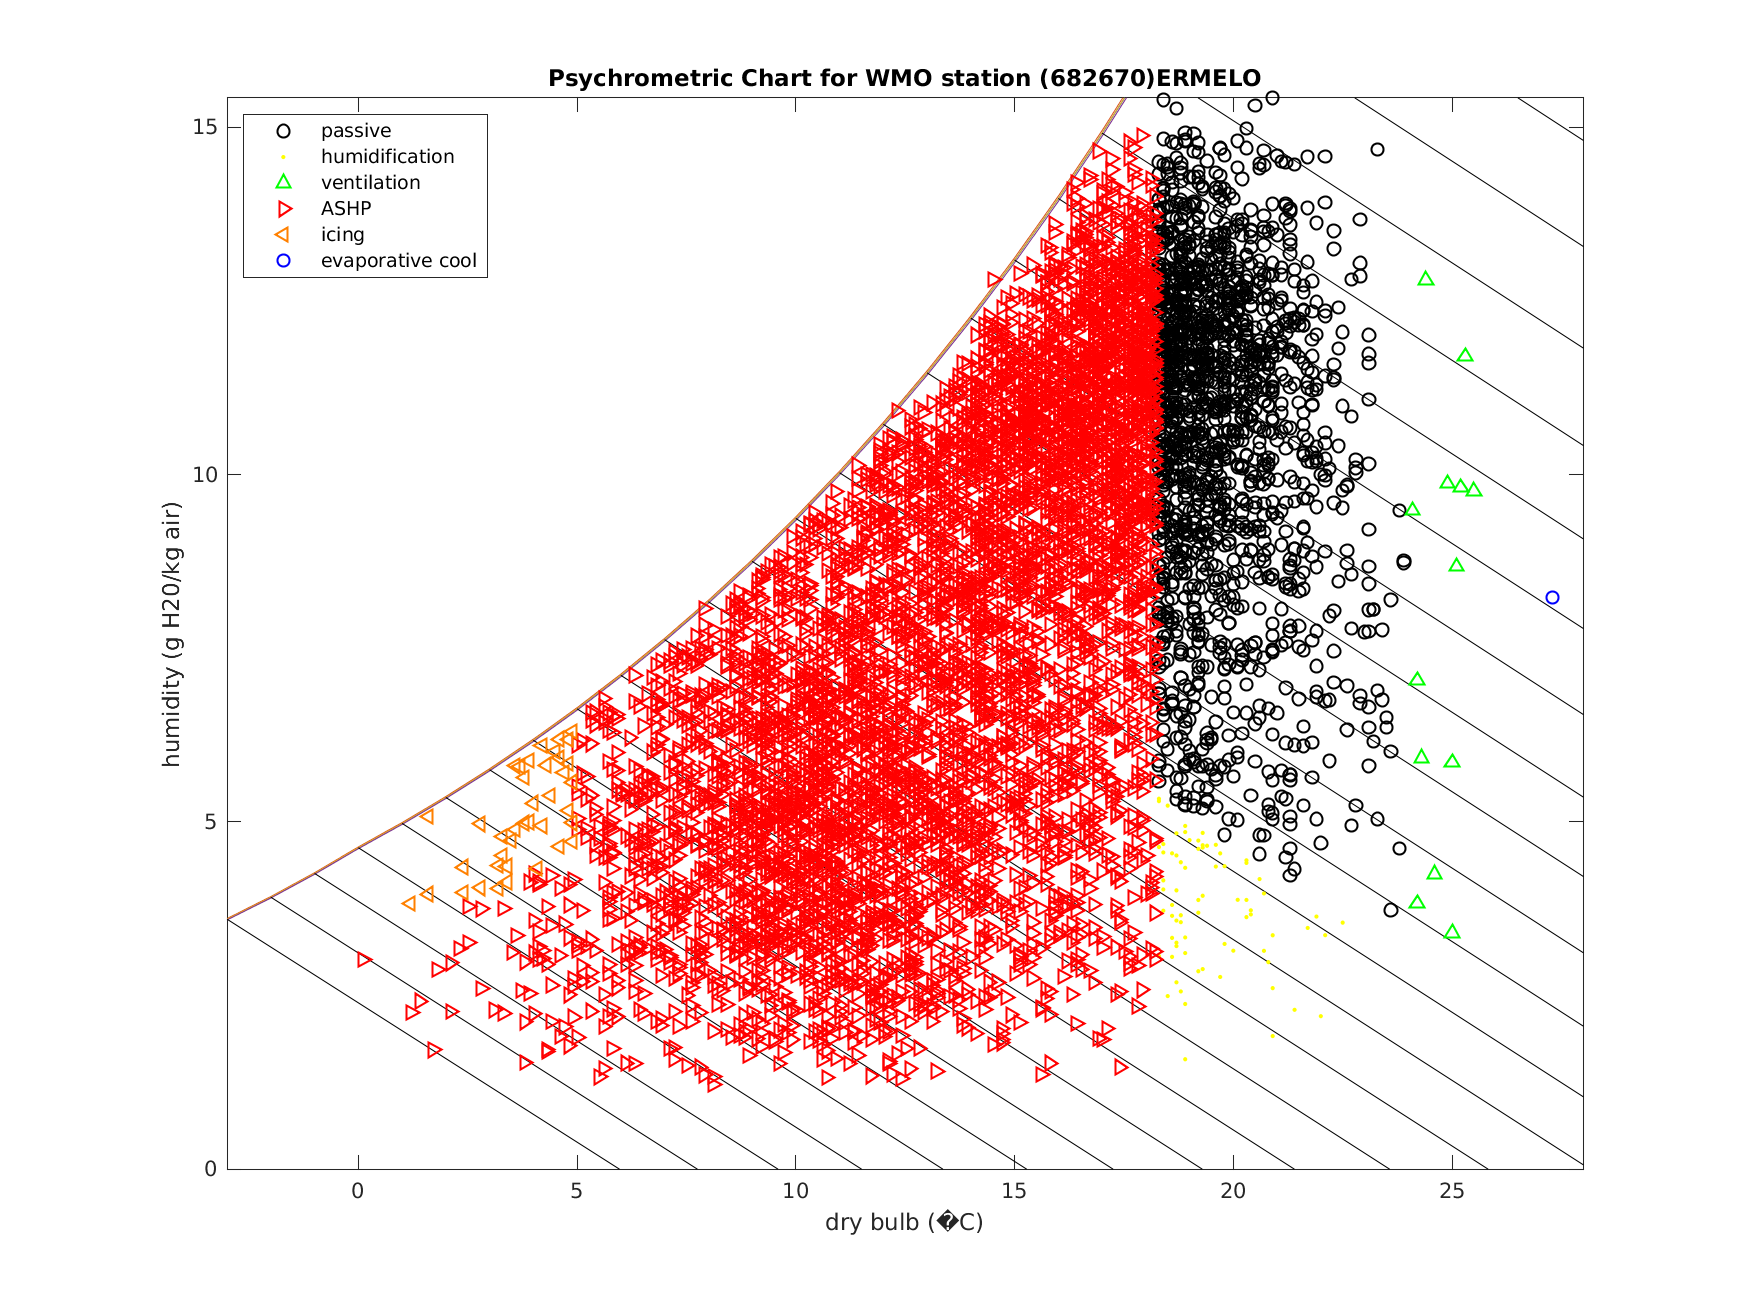 Psychrometric Chart for WMO station (682670)ERMELO
passive
humidification
ventilation
ASHP
icing
evaporative cool
humidity (g H20/kg air)
15
10
5
0
0 5 10 15 20 25
dry bulb (�C)